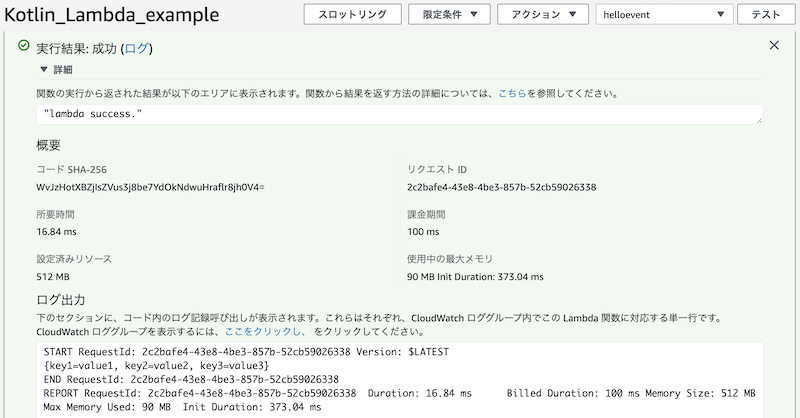 Kotlin_Lambda_example
スロットリング
限定条件
アクション
helloevent
テスト
実行結果: 成功 (ログ)
詳細
関数の実行から返された結果が以下のエリアに表示されます。関数から結果を返す方法の詳細については、こちらを参照してください。
"lambda success."
概要
コード SHA-256
WvJzHotXBZjIsZVus3j8be7YdOkNdwuHraflr8jh0V4=
リクエスト ID
2c2bafe4-43e8-4be3-857b-52cb59026338
所要時間
16.84 ms
課金期間
100 ms
設定済みリソース
512 MB
使用中の最大メモリ
90 MB Init Duration: 373.04 ms
ログ出力
下のセクションに、コード内のログ記録呼び出しが表示されます。これらはそれぞれ、CloudWatch ロググループ内でこの Lambda 関数に対応する単一行です。
CloudWatch ロググループを表示するには、ここをクリックし、 をクリックしてください。
START RequestId: 2c2bafe4-43e8-4be3-857b-52cb59026338 Version: $LATEST
{key1=value1, key2=value2, key3=value3}
END RequestId: 2c2bafe4-43e8-4be3-857b-52cb59026338
REPORT RequestId: 2c2bafe4-43e8-4be3-857b-52cb59026338 Duration: 16.84 ms Billed Duration: 100 ms Memory Size: 512 MB
Max Memory Used: 90 MB Init Duration: 373.04 ms